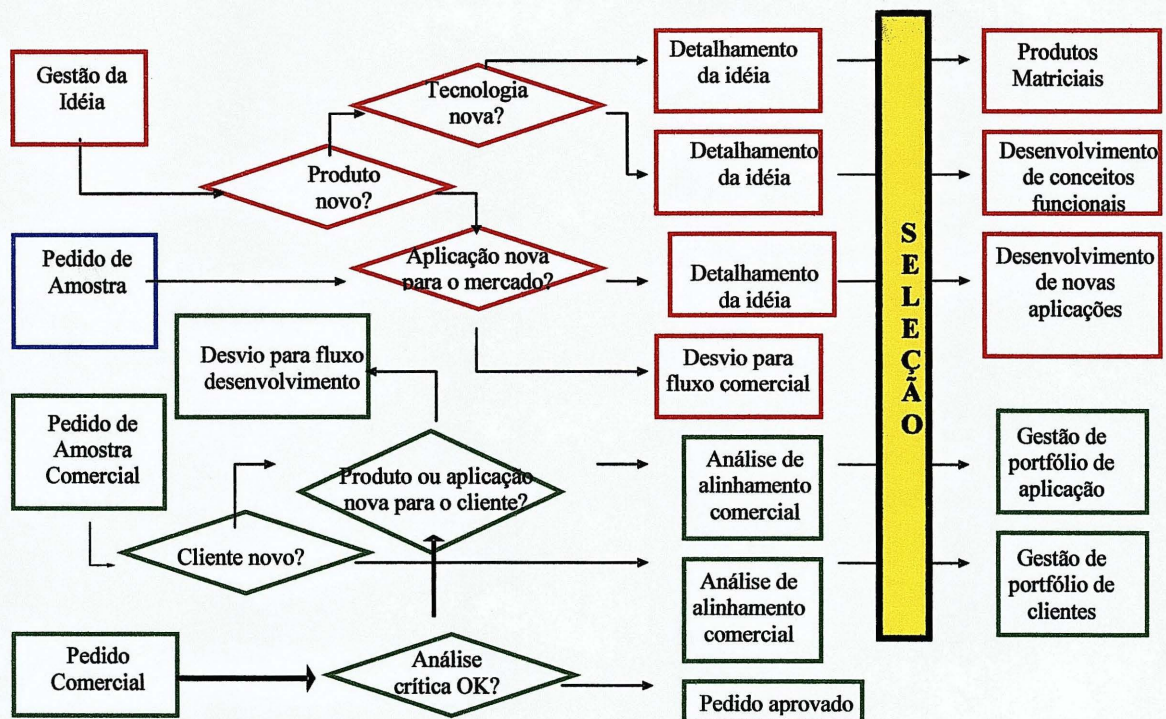 Gestão da
Idéia
Tecnologia
nova?
Detalhamento
da idéia
Produtos
Matriciais
Produto
novo?
Detalhamento
da idéia
Desenvolvimento
de conceitos
funcionais
Pedido de
Amostra
Aplicação nova
para o mercado?
Detalhamento
da idéia
Desenvolvimento
de novas
aplicações
SELEÇÃO
Desvio para fluxo
desenvolvimento
Desvio para
fluxo comercial
Pedido de
Amostra
Comercial
Produto ou aplicação
nova para o cliente?
Análise de
alinhamento
comercial
Gestão de
portfólio de
aplicação
Cliente novo?
Análise de
alinhamento
comercial
Gestão de
portfólio de
clientes
Pedido
Comercial
Análise
crítica OK?
Pedido aprovado